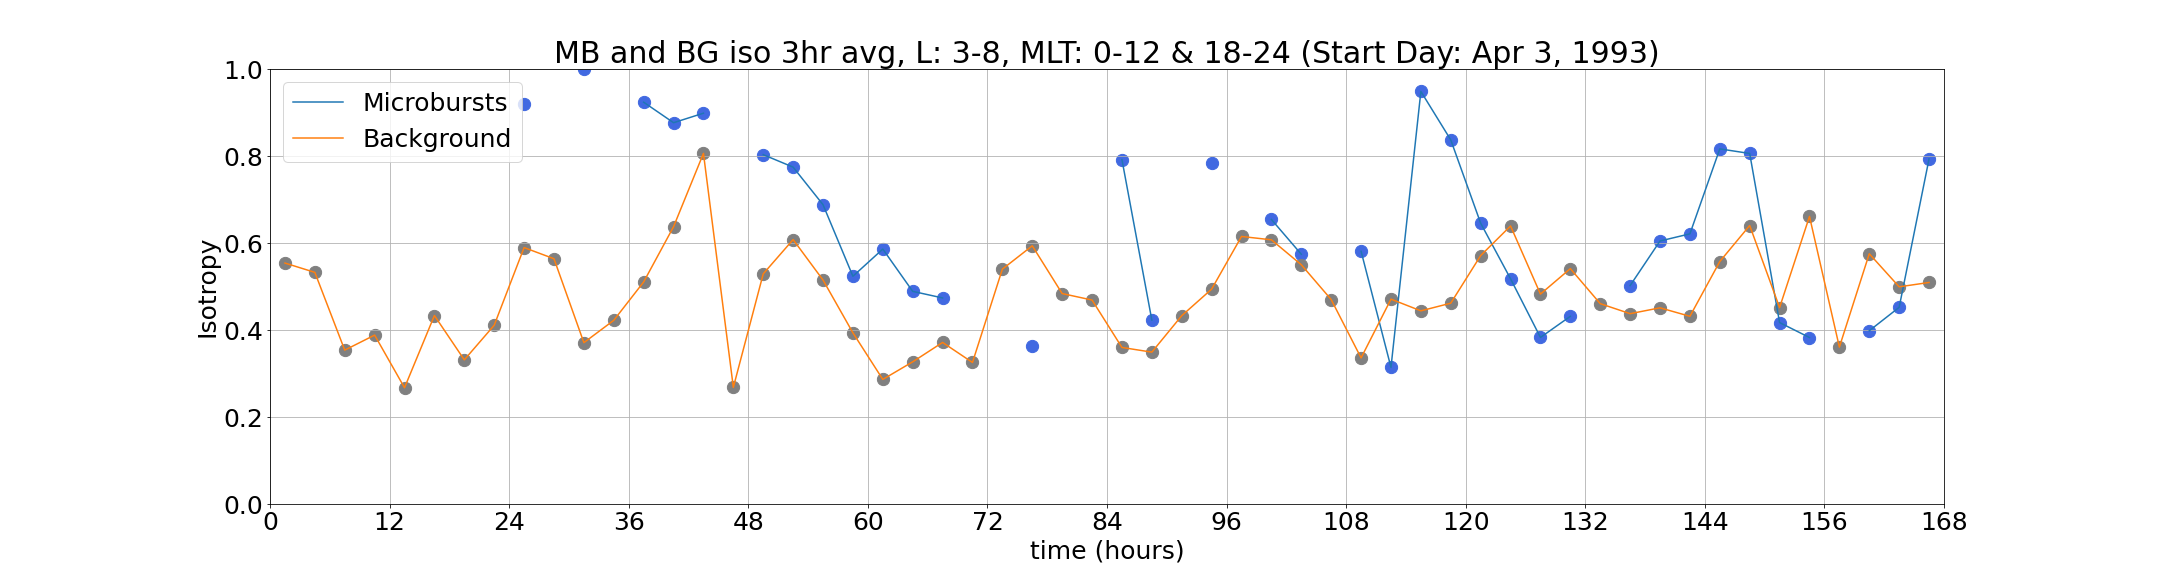 MB and BG iso 3hr avg, L: 3-8, MLT: 0-12 & 18-24 (Start Day: Apr 3, 1993)
1.0
0.8
0.6
0.4
0.2
0.0
Isotropy
Microbursts
Background
0 12 24 36 48 60 72 84 96 108 120 132 144 156 168
time (hours)